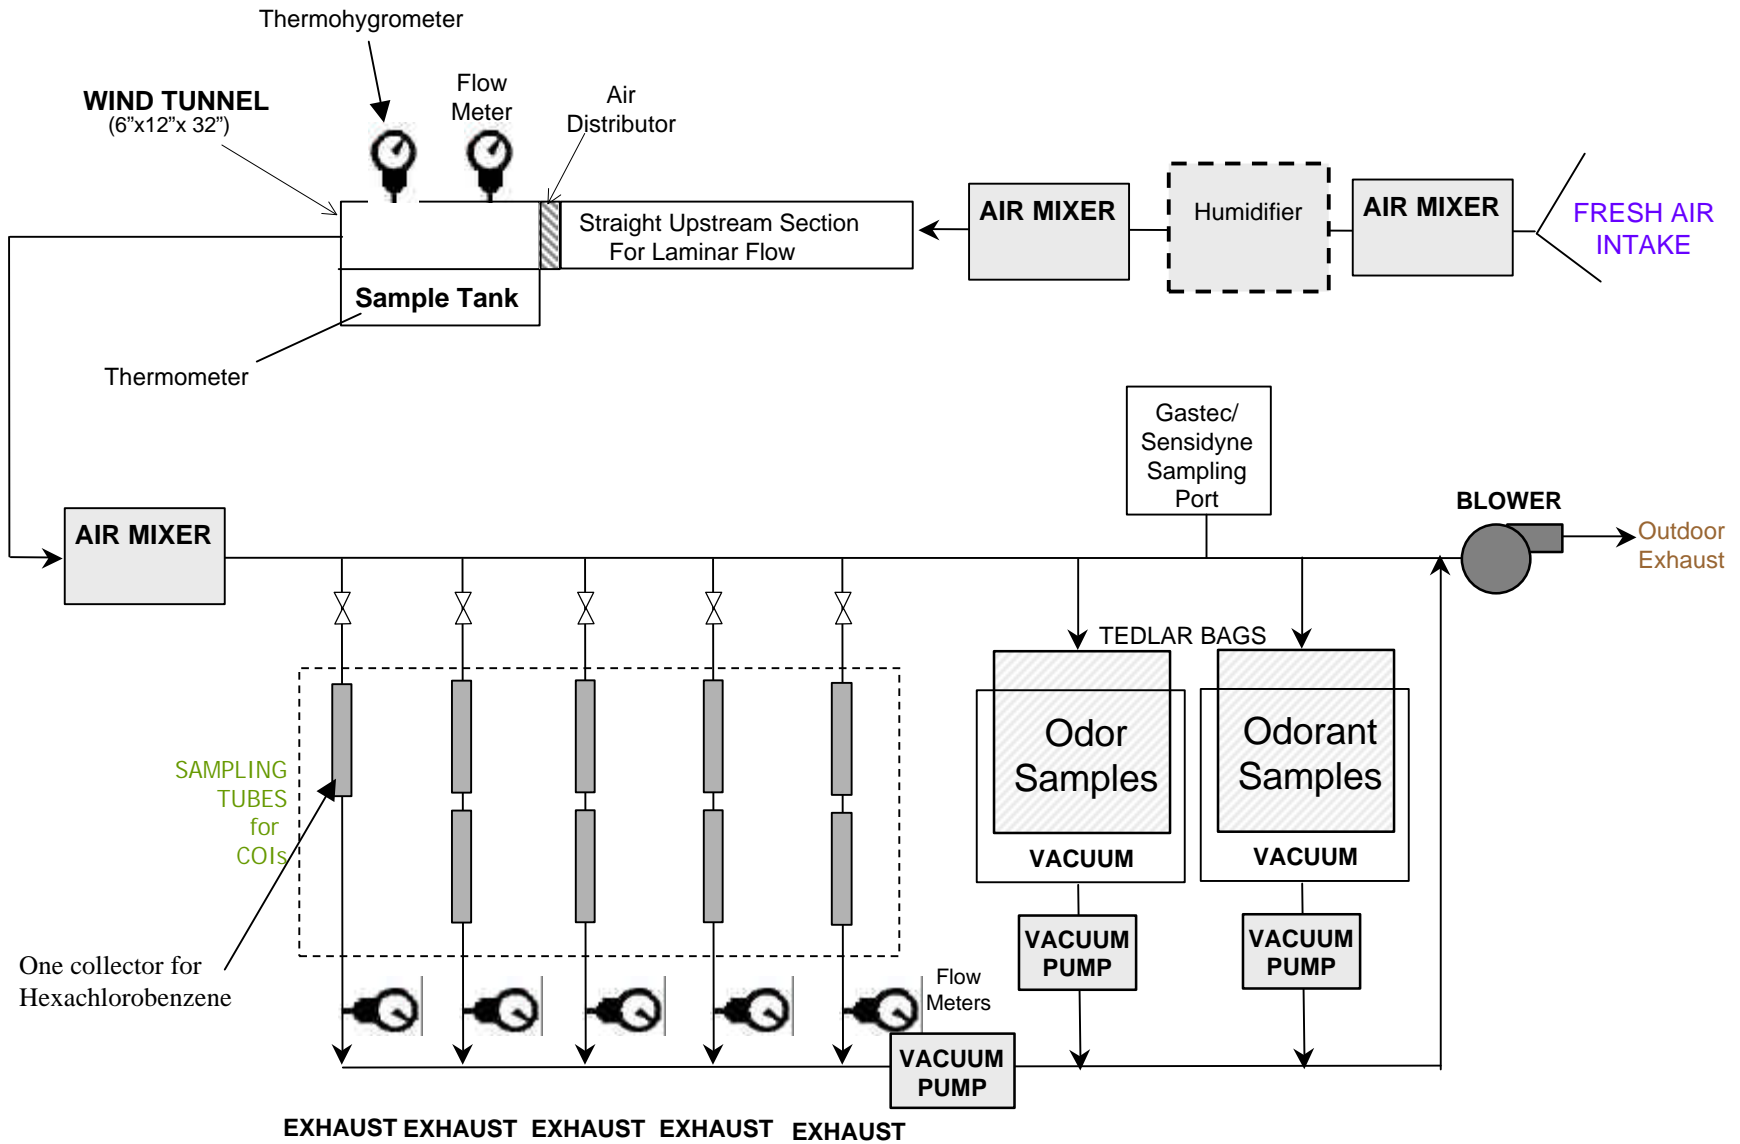 Thermohygrometer
WIND TUNNEL
(6”x12”x 32”)
Flow
Meter
Air
Distributor
Straight Upstream Section
For Laminar Flow
AIR MIXER
Humidifier
AIR MIXER
FRESH AIR
INTAKE
Sample Tank
Thermometer
Gastec/
Sensidyne
Sampling
Port
AIR MIXER
BLOWER
Outdoor
Exhaust
TEDLAR BAGS
Odor
Samples
VACUUM
Odorant
Samples
VACUUM
SAMPLING
TUBES
for
COIs
One collector for
Hexachlorobenzene
VACUUM
PUMP
VACUUM
PUMP
Flow
Meters
VACUUM
PUMP
EXHAUST EXHAUST EXHAUST EXHAUST EXHAUST